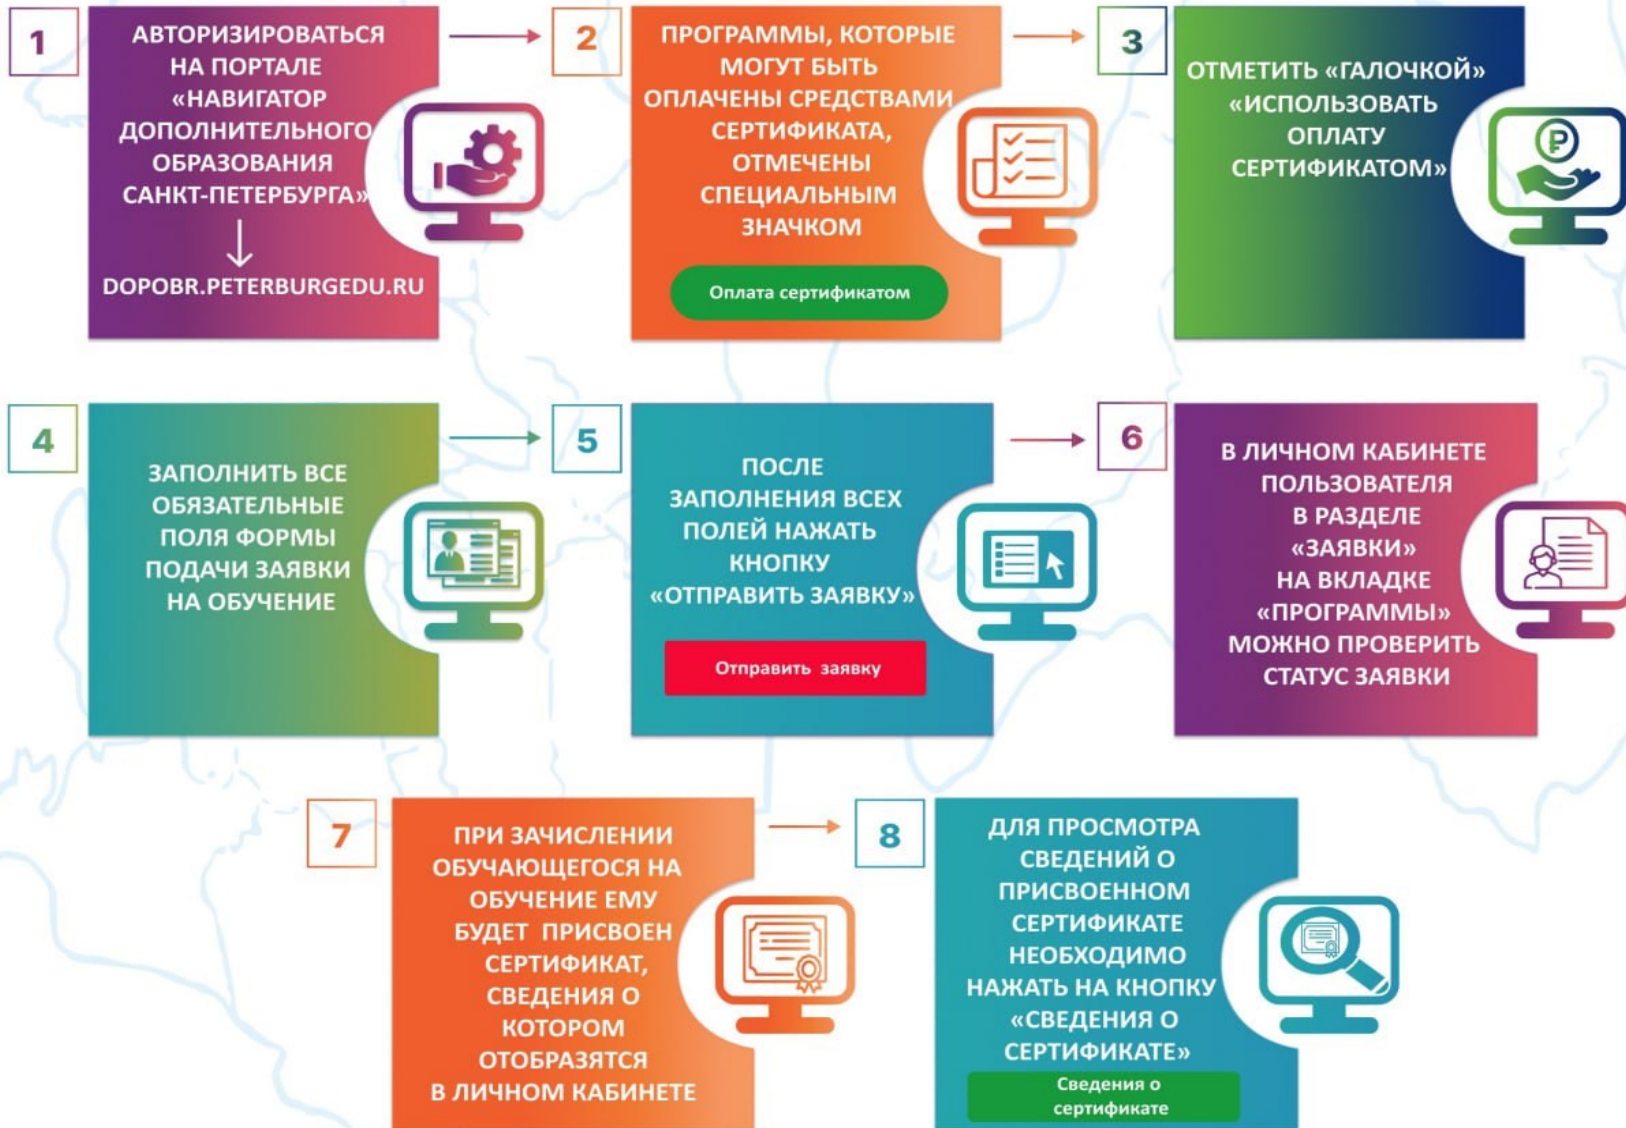 1
АВТОРИЗИРОВАТЬСЯ
НА ПОРТАЛЕ
«НАВИГАТОР
ДОПОЛНИТЕЛЬНОГО
ОБРАЗОВАНИЯ
САНКТ-ПЕТЕРБУРГА»
DOPOBR.PETERBURGEDU.RU
2
ПРОГРАММЫ, КОТОРЫЕ
МОГУТ БЫТЬ
ОПЛАЧЕНЫ СРЕДСТВАМИ
СЕРТИФИКАТА,
ОТМЕЧЕНЫ
СПЕЦИАЛЬНЫМ
ЗНАЧКОМ
Оплата сертификатом
3
ОТМЕТИТЬ «ГАЛОЧКОЙ»
«ИСПОЛЬЗОВАТЬ
ОПЛАТУ
СЕРТИФИКАТОМ»
4
ЗАПОЛНИТЬ ВСЕ
ОБЯЗАТЕЛЬНЫЕ
ПОЛЯ ФОРМЫ
ПОДАЧИ ЗАЯВКИ
НА ОБУЧЕНИЕ
5
ПОСЛЕ
ЗАПОЛНЕНИЯ ВСЕХ
ПОЛЕЙ НАЖАТЬ
КНОПКУ
«ОТПРАВИТЬ ЗАЯВКУ»
Отправить заявку
6
В ЛИЧНОМ КАБИНЕТЕ
ПОЛЬЗОВАТЕЛЯ
В РАЗДЕЛЕ
«ЗАЯВКИ»
НА ВКЛАДКЕ
«ПРОГРАММЫ»
МОЖНО ПРОВЕРИТЬ
СТАТУС ЗАЯВКИ
7
ПРИ ЗАЧИСЛЕНИИ
ОБУЧАЮЩЕГОСЯ НА
ОБУЧЕНИЕ ЕМУ
БУДЕТ ПРИСВОЕН
СЕРТИФИКАТ,
СВЕДЕНИЯ О
КОТОРОМ
ОТОБРАЗЯТСЯ
В ЛИЧНОМ КАБИНЕТЕ
8
ДЛЯ ПРОСМОТРА
СВЕДЕНИЙ О
ПРИСВОЕННОМ
СЕРТИФИКАТЕ
НЕОБХОДИМО
НАЖАТЬ НА КНОПКУ
«СВЕДЕНИЯ О
СЕРТИФИКАТЕ»
Сведения о
сертификате